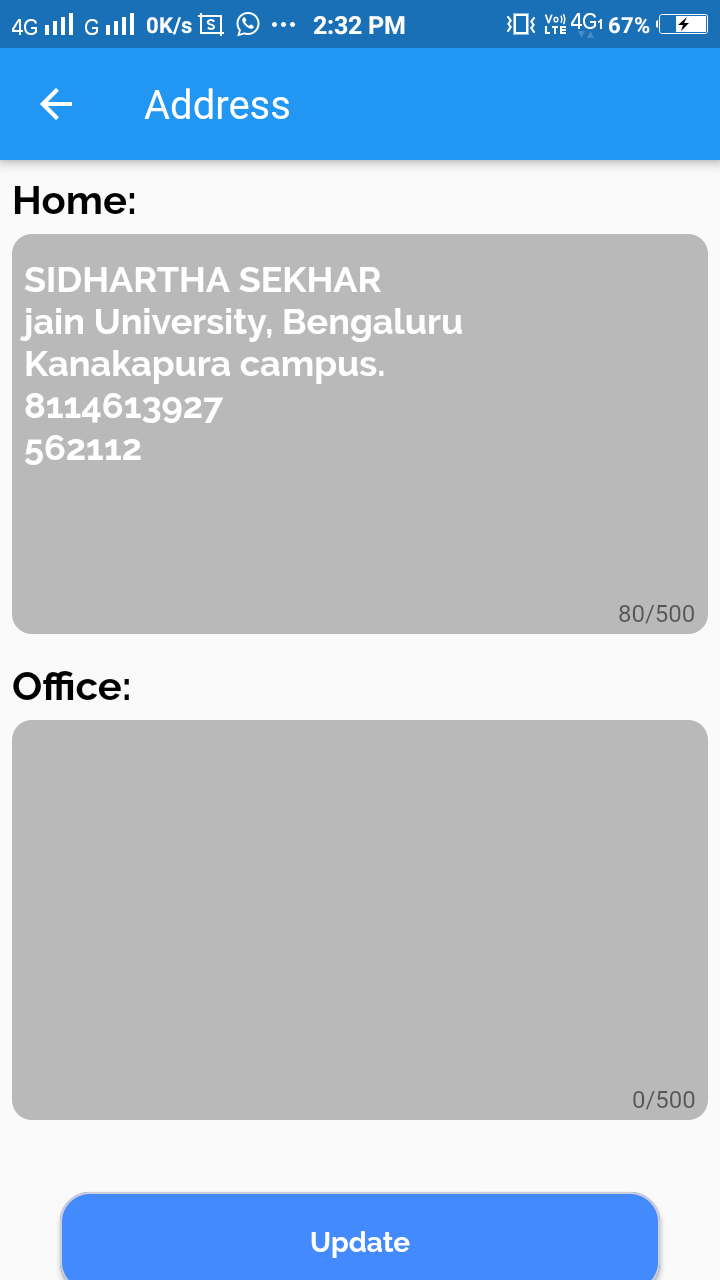 4G G 0K/s S ••• 2:32 PM Vo)) LTE 4G1 67%
Address
Home:
SIDHARTHA SEKHAR
jain University, Bengaluru
Kanakapura campus.
8114613927
562112
80/500
Office:
0/500
Update